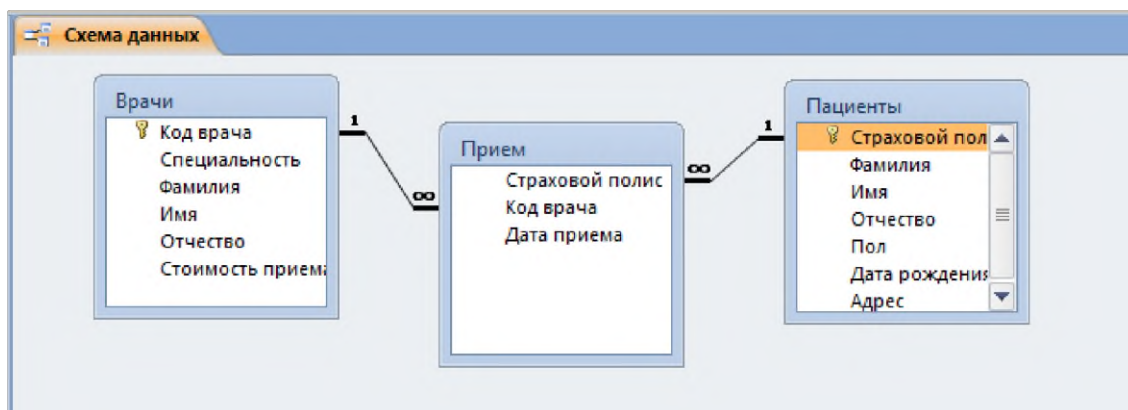 Схема данных
Врачи
Код врача
Специальность
Фамилия
Имя
Отчество
Стоимость прием
1
∞
Прием
Страховой полис
Код врача
Дата приема
∞
1
Пациенты
Страховой пол
Фамилия
Имя
Отчество
Пол
Дата рождения
Адрес